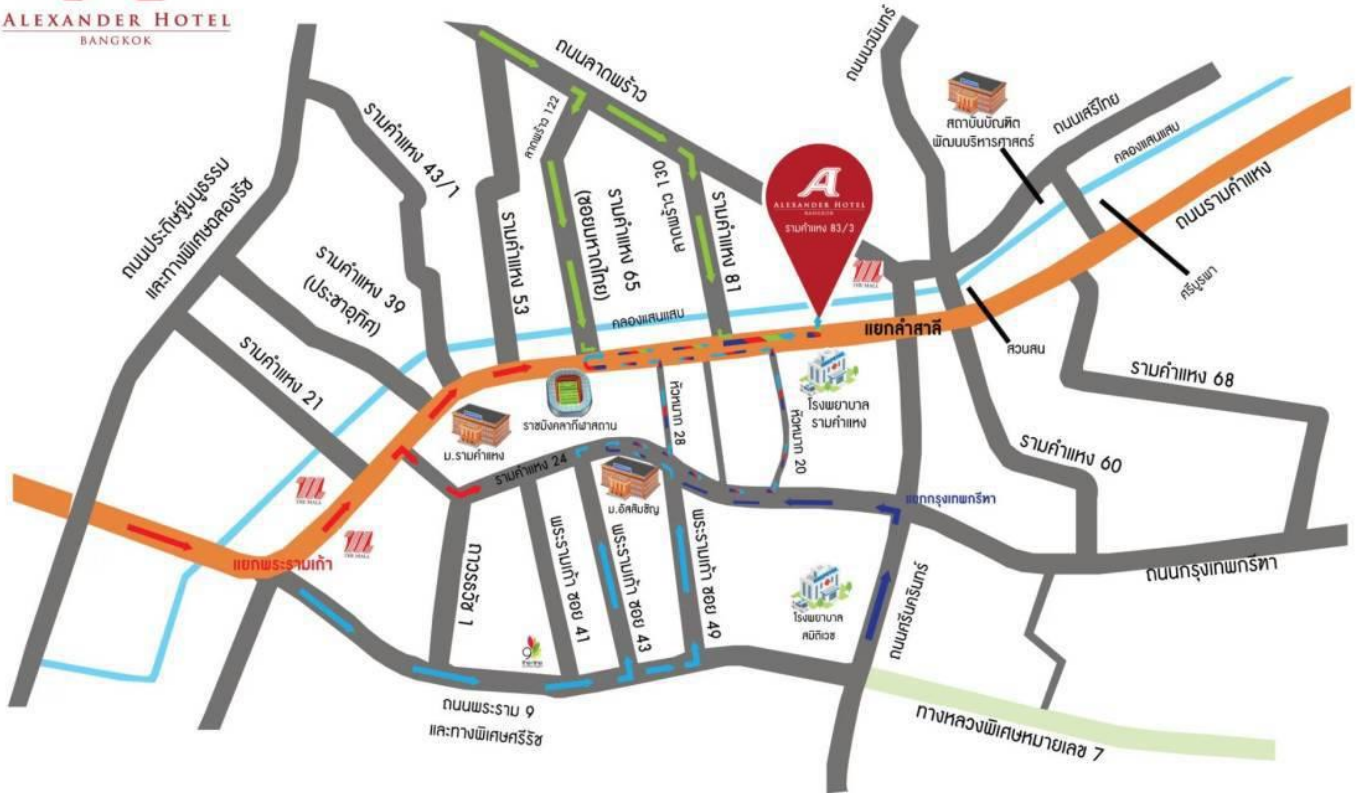 ALEXANDER HOTEL
BANGKOK
ถนนลาดพร้าว
ถนนนวมินทร์
สถาบันบัณฑิต
พัฒนบริหารศาสตร์
ถนนเสรีไทย
คลองแสนแสบ
ถนนรามคำแหง
ลาดพร้าว 122
รามคำแหง 43/1
ถนนประดิษฐ์มนูธรรม
และทางพิเศษฉลองรัช
รามคำแหง 53
รามคำแหง 65
(ซอยมหาดไทย)
ลาดพร้าว 130
รามคำแหง 81
A
ALEXANDER HOTEL
BANGKOK
รามคำแหง 83/3
THE MALL
ศรีบูรพา
รามคำแหง 39
(ประชาอุทิศ)
คลองแสนแสบ
แยกลำสาลี
สวนสน
รามคำแหง 21
ราชมังคลากีฬาสถาน
ม.รามคำแหง
หัวหมาก 28
โรงพยาบาล
รามคำแหง
หัวหมาก 20
รามคำแหง 68
รามคำแหง 60
รามคำแหง 24
ม.อัสสัมชัญ
แยกกรุงเทพกรีฑา
THE MALL
THE MALL
แยกพระรามเก้า
ถาวรธวัช 1
พระรามเก้า ซอย 41
พระรามเก้า ซอย 43
พระรามเก้า ซอย 49
โรงพยาบาล
สมิติเวช
ถนนศรีนครินทร์
ถนนกรุงเทพกรีฑา
ถนนพระราม 9
และทางพิเศษศรีรัช
ทางหลวงพิเศษหมายเลข 7